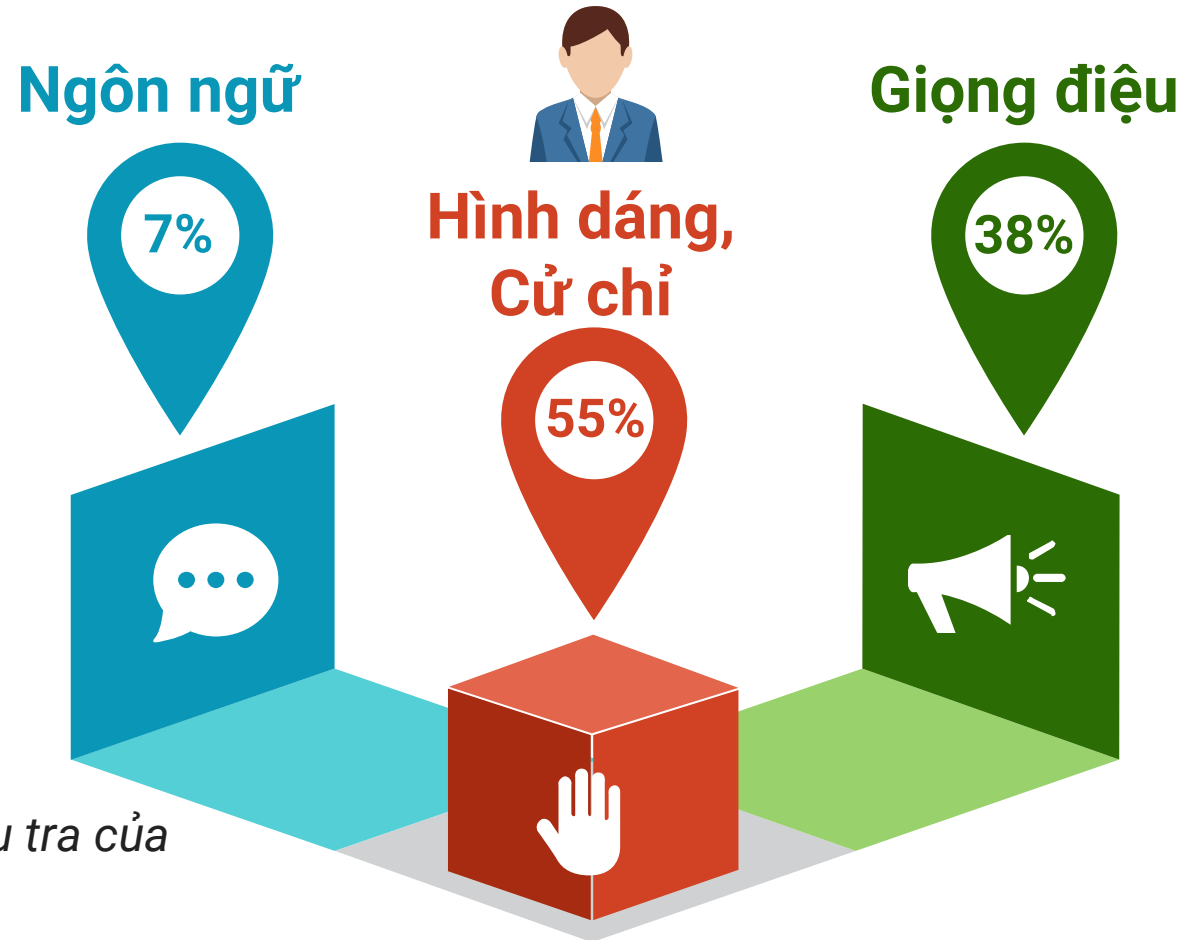 Ngôn ngữ
7%
Hình dáng,
Cử chỉ
55%
Giọng điệu
38%
tra của